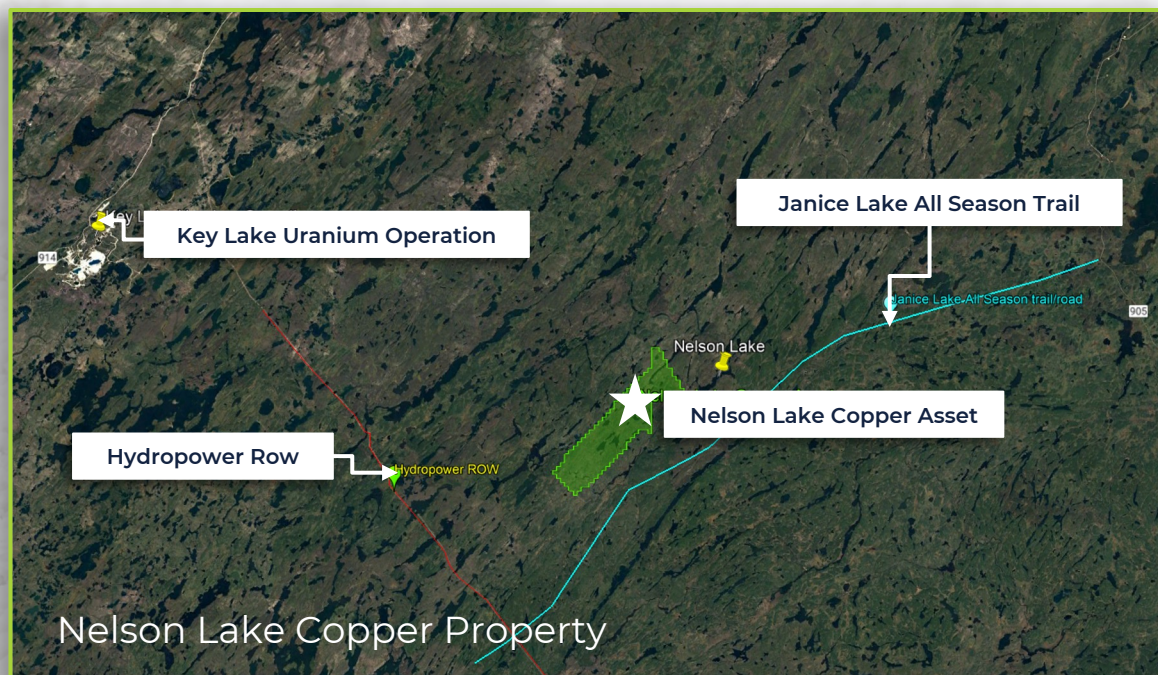 Janice Lake All Season Trail
Key L
Key Lake Uranium Operation
914
Janice Lake All Season trail/road
905
Nelson Lake
Nelson Lake Copper Asset
Hydropower Row
Hydropower ROW
Nelson Lake Copper Property